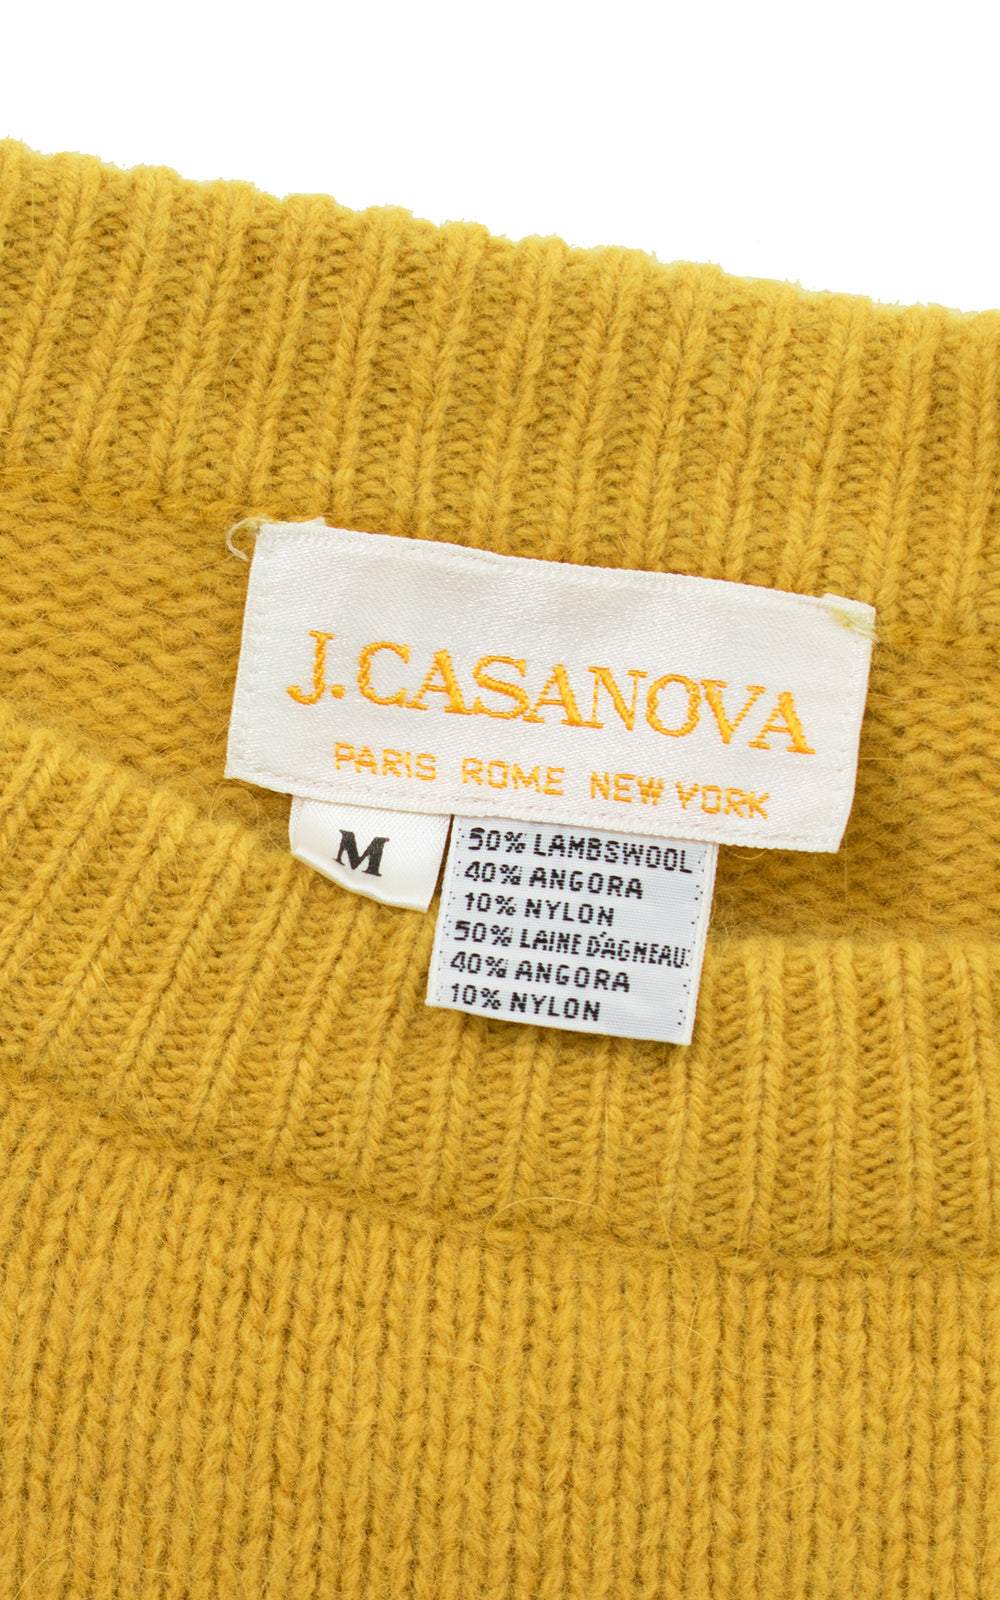 J.CASANOVA
PARIS ROME NEW YORK
M
50% LAMBSWOOL
40% ANGORA
10% NYLON
50% LAINE D'AGNEAU.
40% ANGORA
10% NYLON